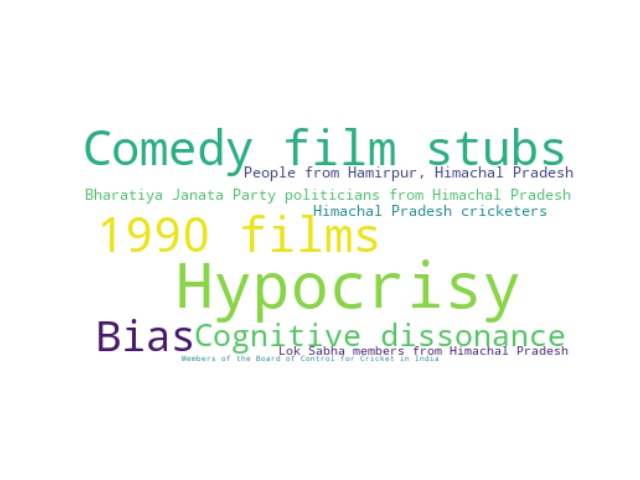 Comedy film stubs
People from Hamirpur, Himachal Pradesh
Bharatiya Janata Party politicians from Himachal Pradesh
Himachal Pradesh cricketers
1990 films
Hypocrisy
Bias
Cognitive dissonance
Lok Sabha members from Himachal Pradesh
Members of the Board of Control for Cricket in India